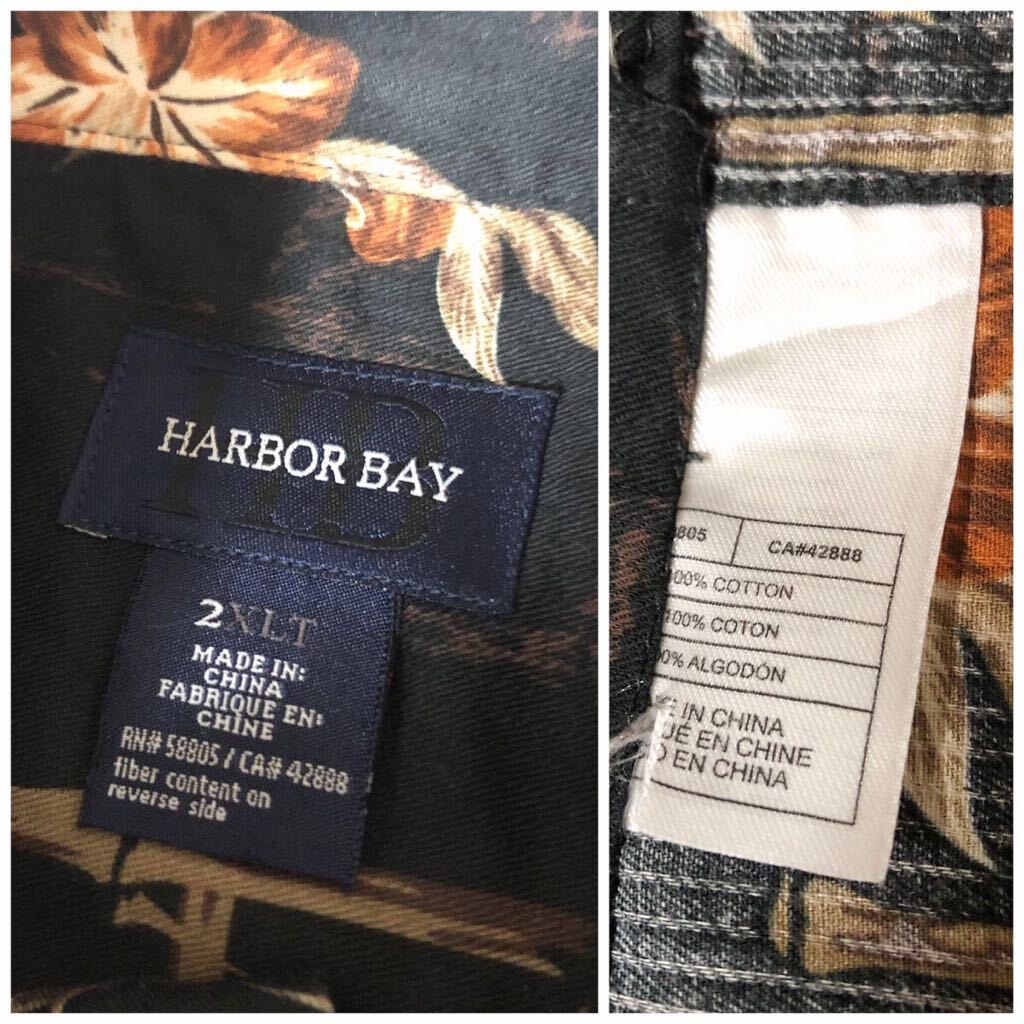 HARBOR BAY
2XLT
MADE IN:
CHINA
FABRIQUE EN:
CHINE
RN# 58805 / CA# 42888
fiber content on
reverse side
8805 CA#42888
00% COTTON
100% COTON
0% ALGODÓN
E IN CHINA
UÉ EN CHINE
O EN CHINA